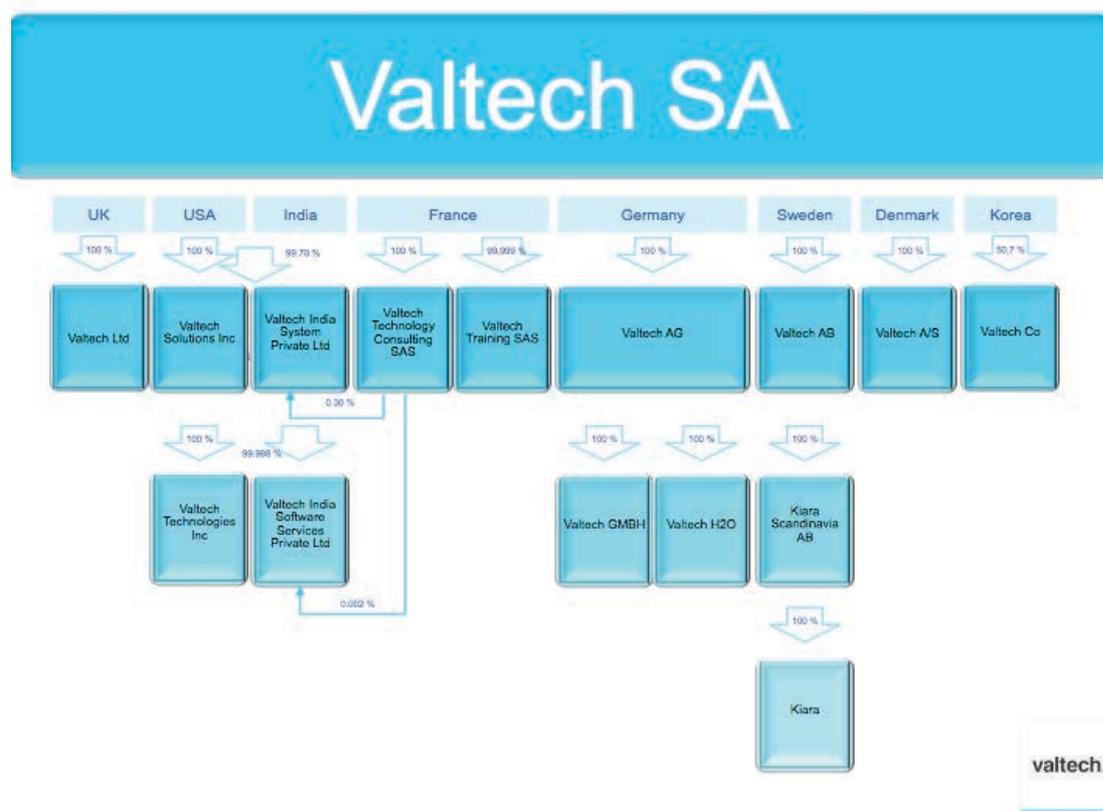 Valtech SA
UK
USA
India
France
Germany
Sweden
Denmark
Korea
100 %
100 %
99.70 %
100 %
99,999 %
100 %
100 %
100 %
50,7 %
Valtech Ltd
Valtech
Solutions Inc
Valtech India
System
Private Ltd
Valtech
Technology
Consulting
SAS
Valtech
Training SAS
Valtech AG
Valtech AB
Valtech A/S
Valtech Co
0.30 %
100 %
99.998 %
100 %
100 %
100 %
Valtech
Technologies
Inc
Valtech India
Software
Services
Private Ltd
Valtech GMBH
Valtech H2O
Kiara
Scandinavia
AB
0.002 %
100 %
Kiara
valtech